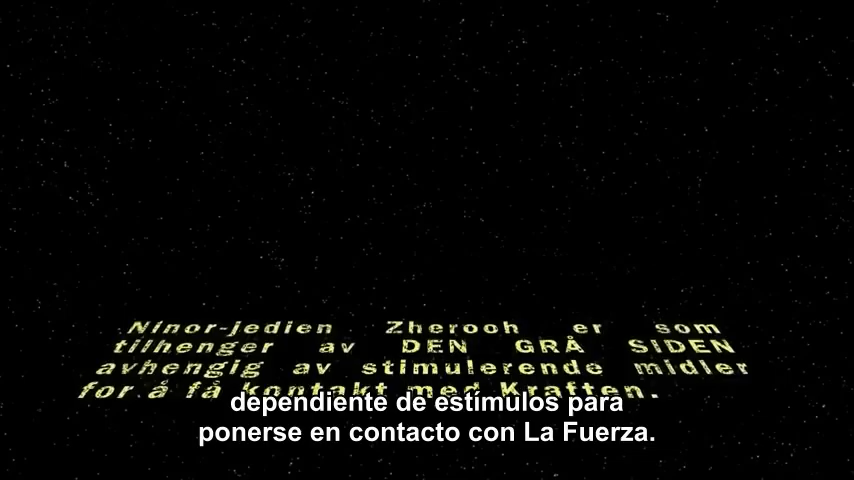 Ninor-jedien Zherooh er som
tilhenger av DEN GRÅ SIDEN
avhengig av stimulerende midler
for å få kontakt med Kraften.
dependiente de estímulos para
ponerse en contacto con La Fuerza.